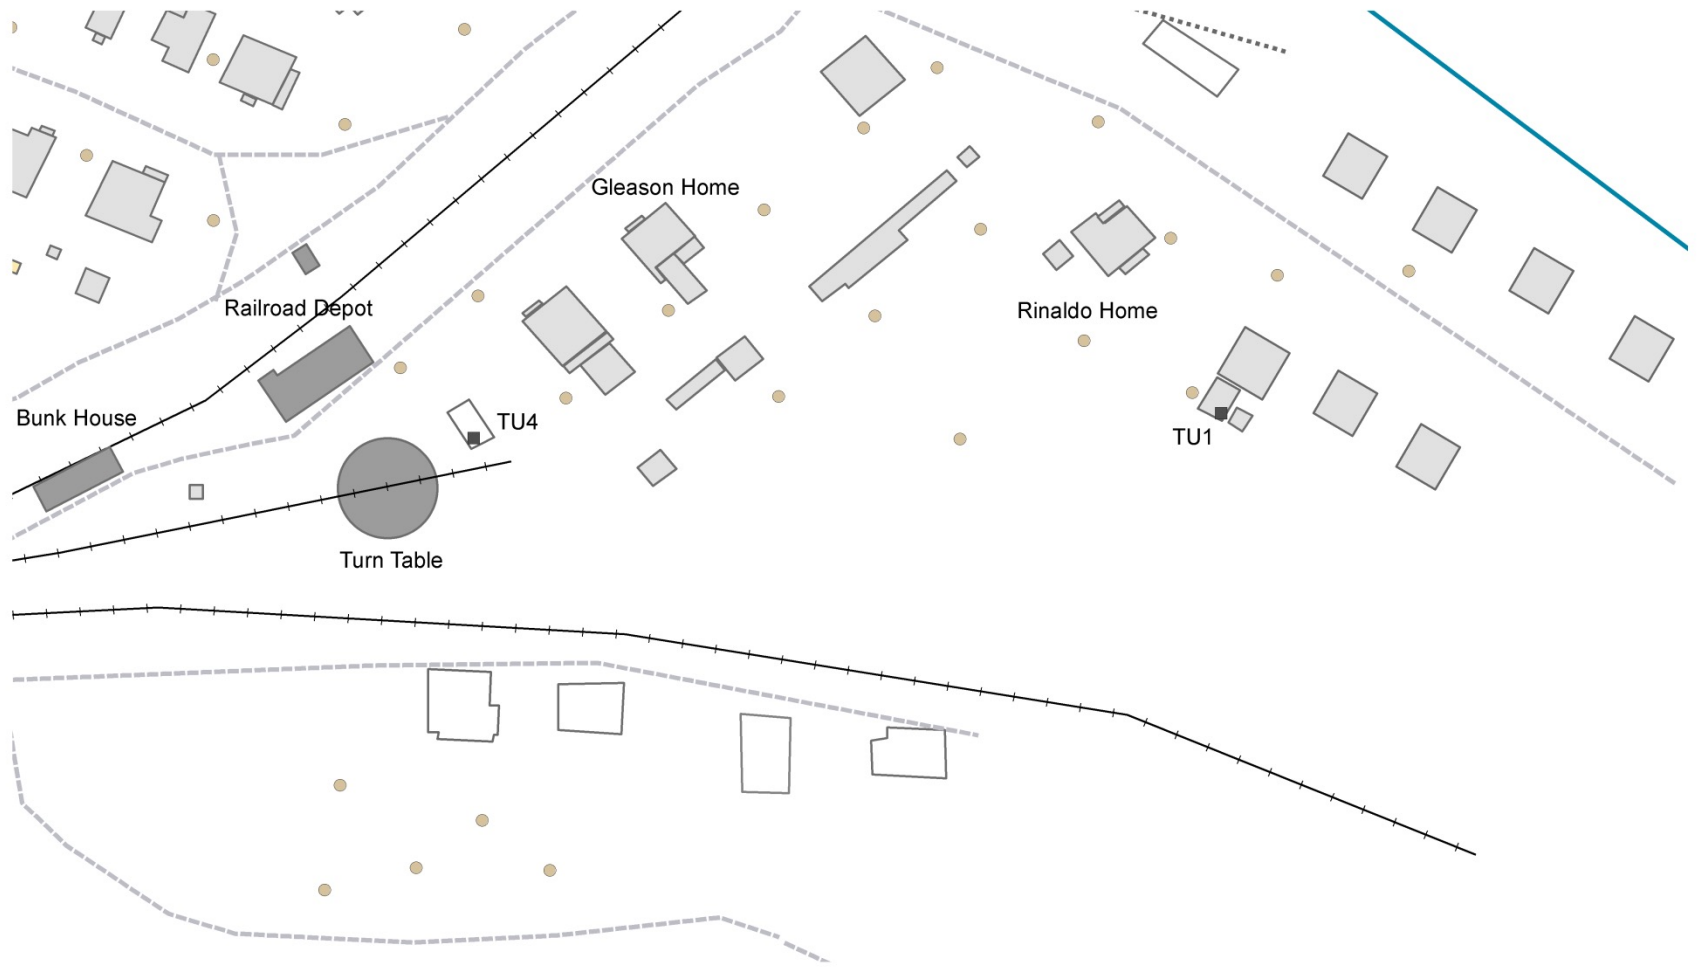 Gleason Home
Railroad Depot
Rinaldo Home
Bunk House
TU4
TU1
Turn Table